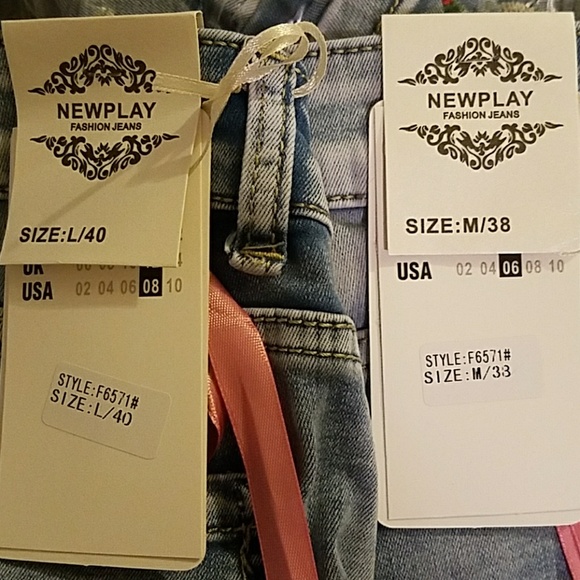 NEWPLAY
FASHION JEANS
SIZE:L/40
UK
USA 02 04 06 08 10
STYLE:F6571#
SIZE:L/40
NEWPLAY
FASHION JEANS
SIZE:M/38
USA 02 04 06 08 10
STYLE:F6571#
SIZE:M/38